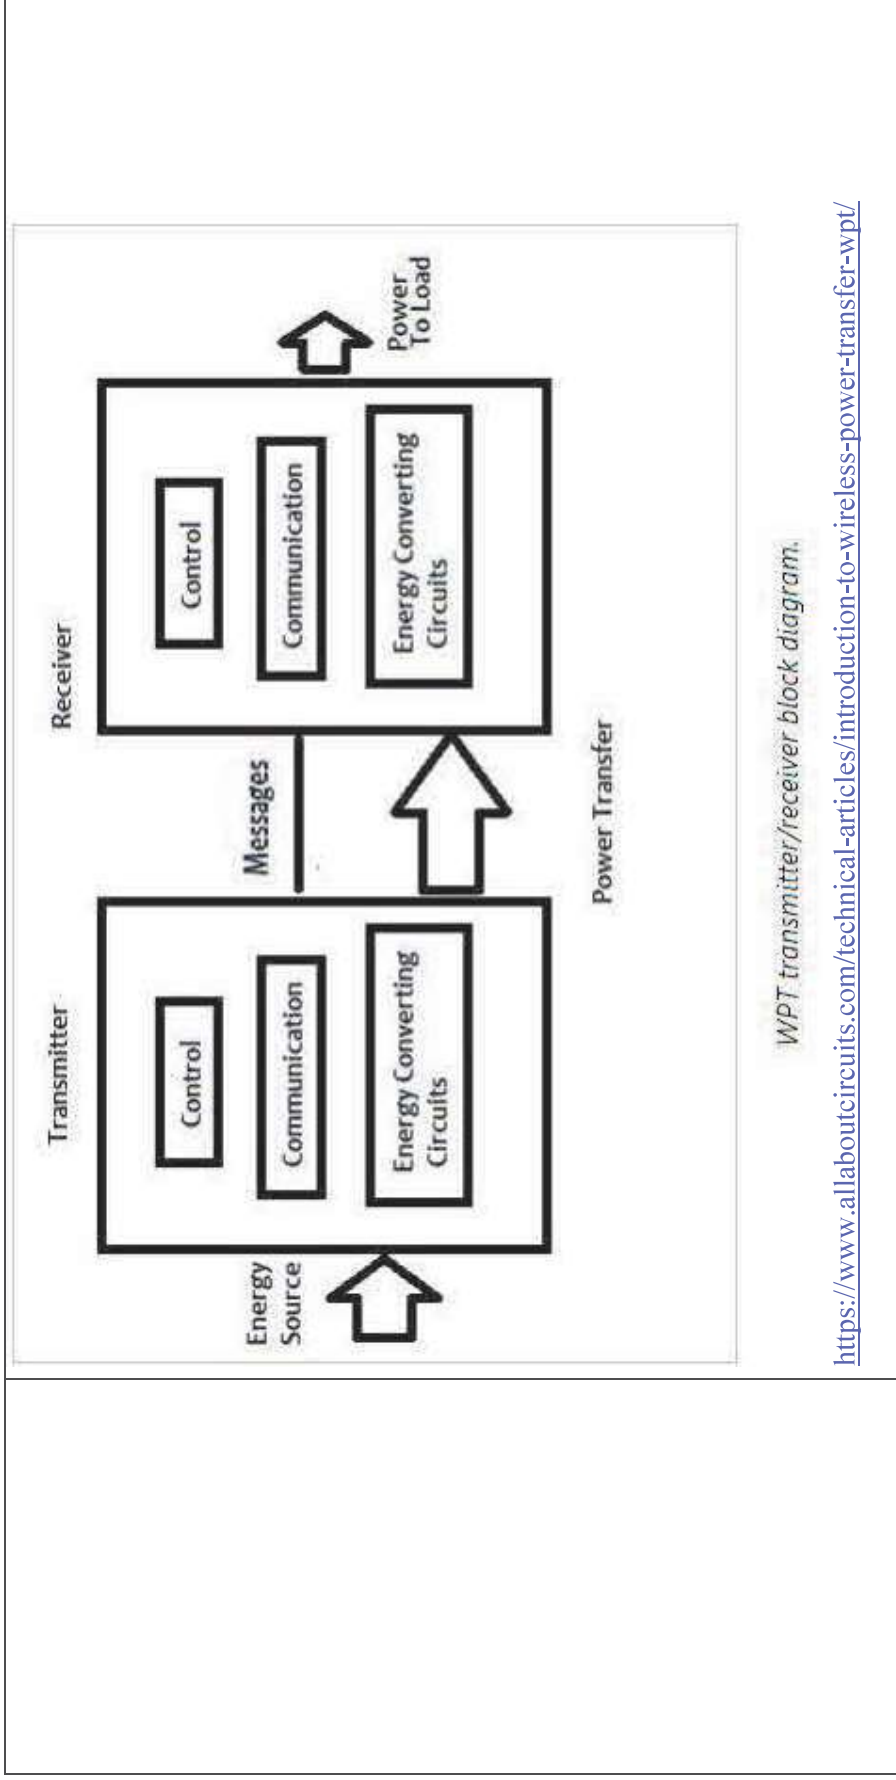 Transmitter
Receiver
Energy
Source
Control
Communication
Energy Converting
Circuits
Messages
Control
Communication
Energy Converting
Circuits
Power
To Load
Power Transfer
WPT transmitter/receiver block diagram.
https://www.allaboutcircuits.com/technical-articles/introduction-to-wireless-power-transfer-wpt/